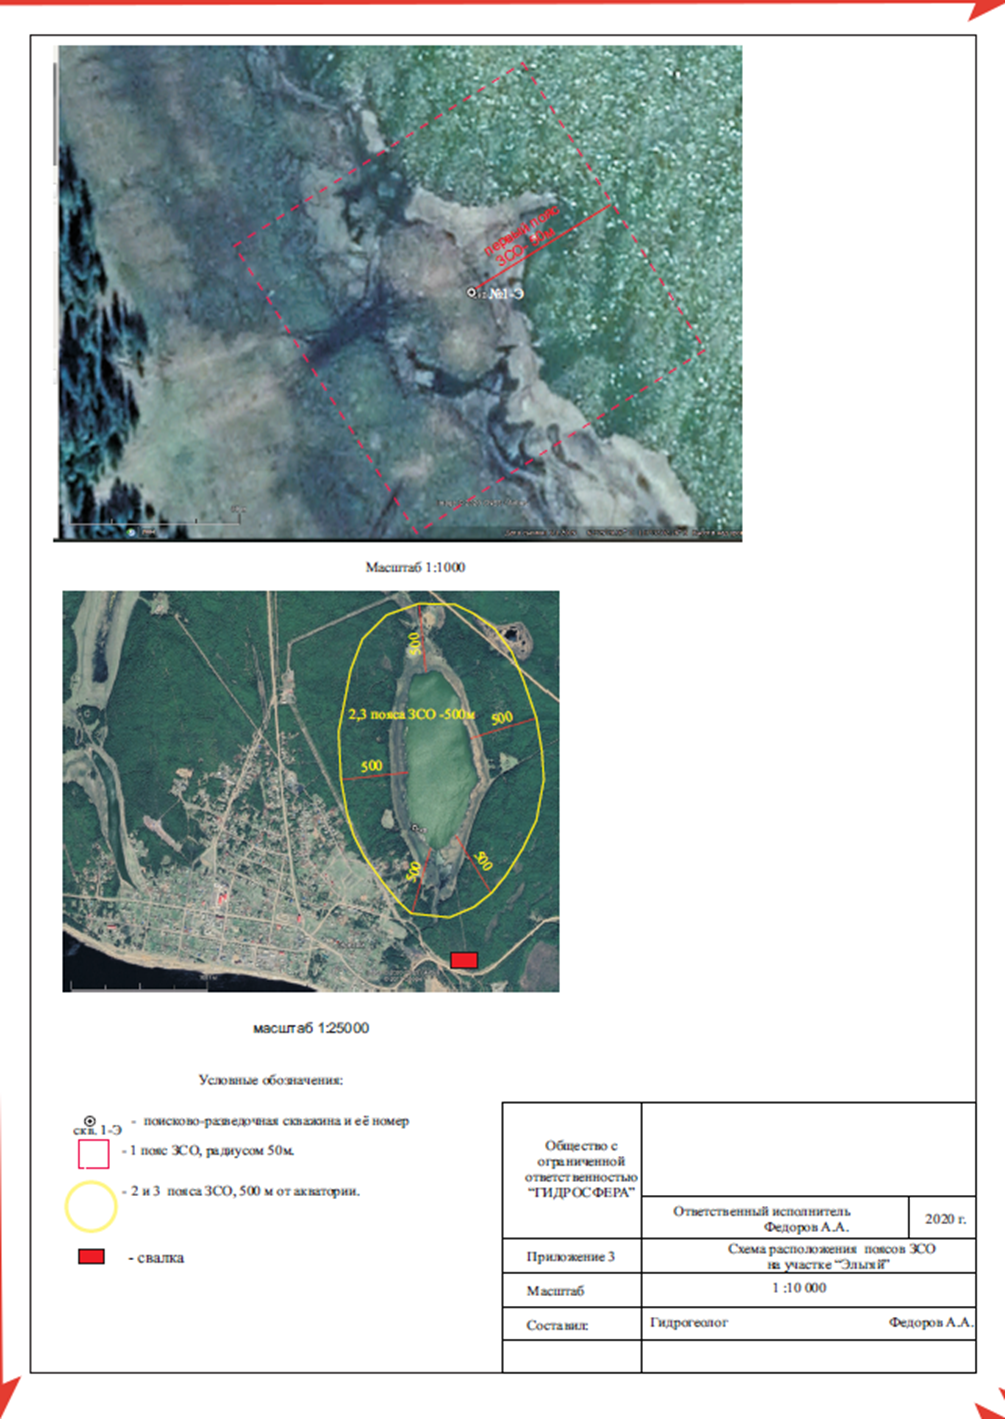 первый пояс
ЗСО- 50м
№1-Э
Масштаб 1:1000
500
2,3 пояса ЗСО -500м
500
500
500
500
масштаб 1:25000
Условные обозначения:
скв. 1-Э - поисково-разведочная скважина и её номер
- 1 пояс ЗСО, радиусом 50м.
- 2 и 3 пояса ЗСО, 500 м от акватории.
- свалка
Общество с
ограниченной
ответственностью
“ГИДРОСФЕРА”
Ответственный исполнитель
Федоров А.А.
2020 г.
Приложение 3
Схема расположения поясов ЗСО
на участке
Масштаб
1 :10 000
Составил:
Гидрогеолог
Федоров А.А.